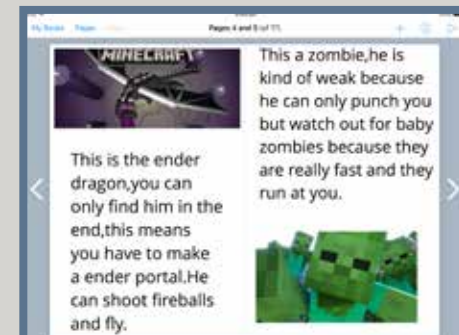 My Books Pages
Pages 4 and 5
MINECRAFT
This is the ender
dragon,you can
only find him in the
end,this means
you have to make
a ender portal.He
can shoot fireballs
and fly.
This a zombie,he is
kind of weak because
he can only punch you
but watch out for baby
zombies because they
are really fast and they
run at you.